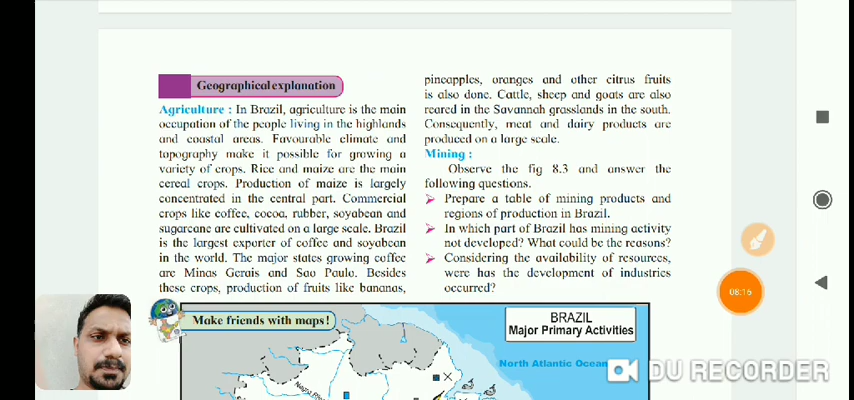 Geographical explanation
Agriculture : In Brazil, agriculture is the main
occupation of the people living in the highlands
and coastal areas. Favourable climate and
topography make it possible for growing a
variety of crops. Rice and maize are the main
cereal crops. Production of maize is largely
concentrated in the central part. Commercial
crops like coffee, cocoa, rubber, soyabean and
sugarcane are cultivated on a large scale. Brazil
is the largest exporter of coffee and soyabean
in the world. The major states growing coffee
are Minas Gerais and Sao Paulo. Besides
these crops, production of fruits like bananas,
pineapples, oranges and other citrus fruits
is also done. Cattle, sheep and goats are also
reared in the Savannah grasslands in the south.
Consequently, meat and dairy products are
produced on a large scale.
Mining :
Observe the fig 8.3 and answer the
following questions.
Prepare a table of mining products and
regions of production in Brazil.
In which part of Brazil has mining activity
not developed? What could be the reasons?
Considering the availability of resources,
were has the development of industries
occurred?
08:16
Make friends with maps!
BRAZIL
Major Primary Activities
North Atlantic Ocean
DU RECORDER